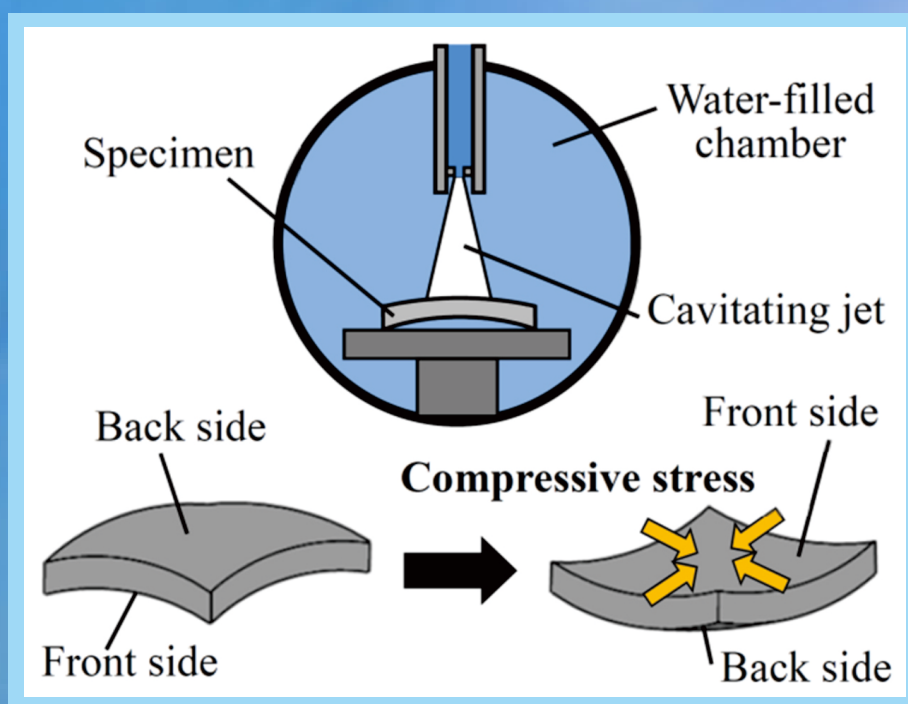 Water-filled
chamber
Specimen
Cavitating jet
Front side
Back side
Compressive stress
Front side
Back side